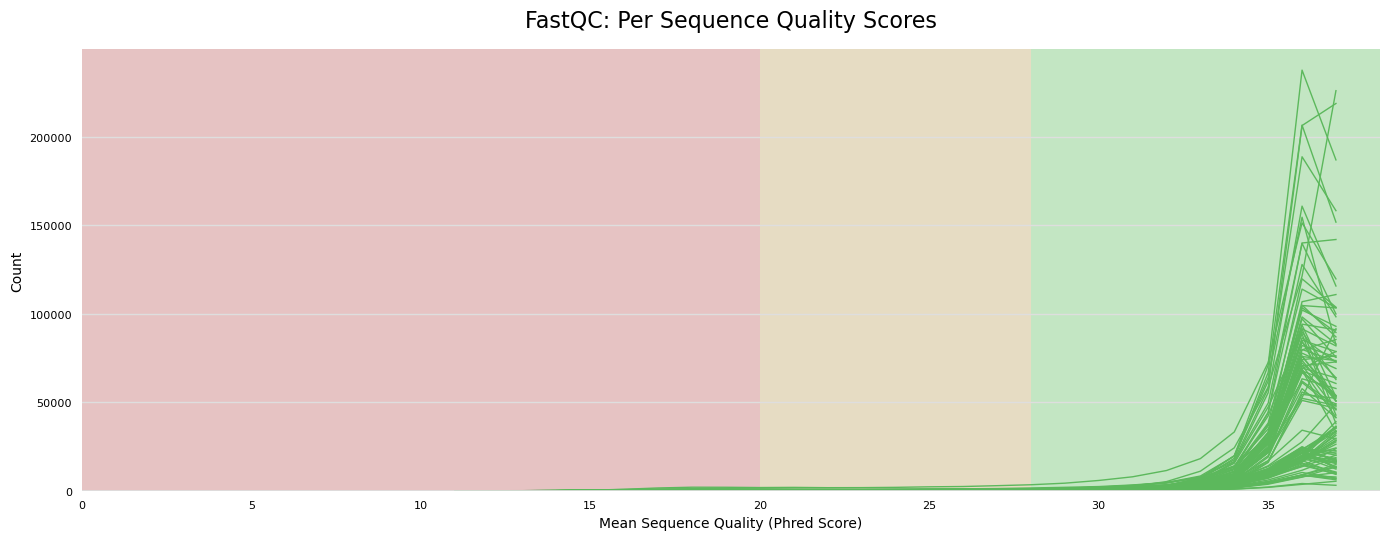 FastQC: Per Sequence Quality Scores
200000
150000
100000
50000
0
Count
0 5 10 15 20 25 30 35
Mean Sequence Quality (Phred Score)